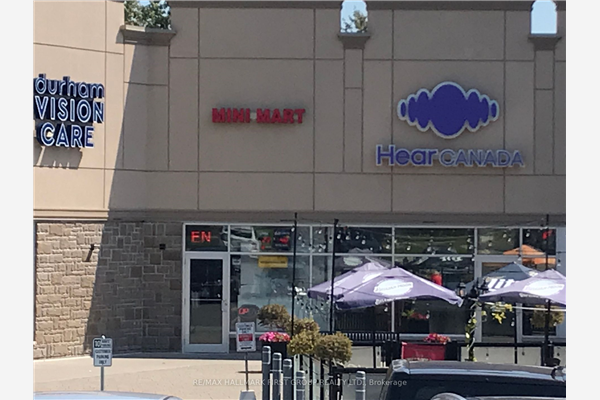 durham
VISION
CARE
MINI MART
HearCANADA
EN
RE/MAX HALLMARK FIRST GROUP REALTY LTD., Brokerage